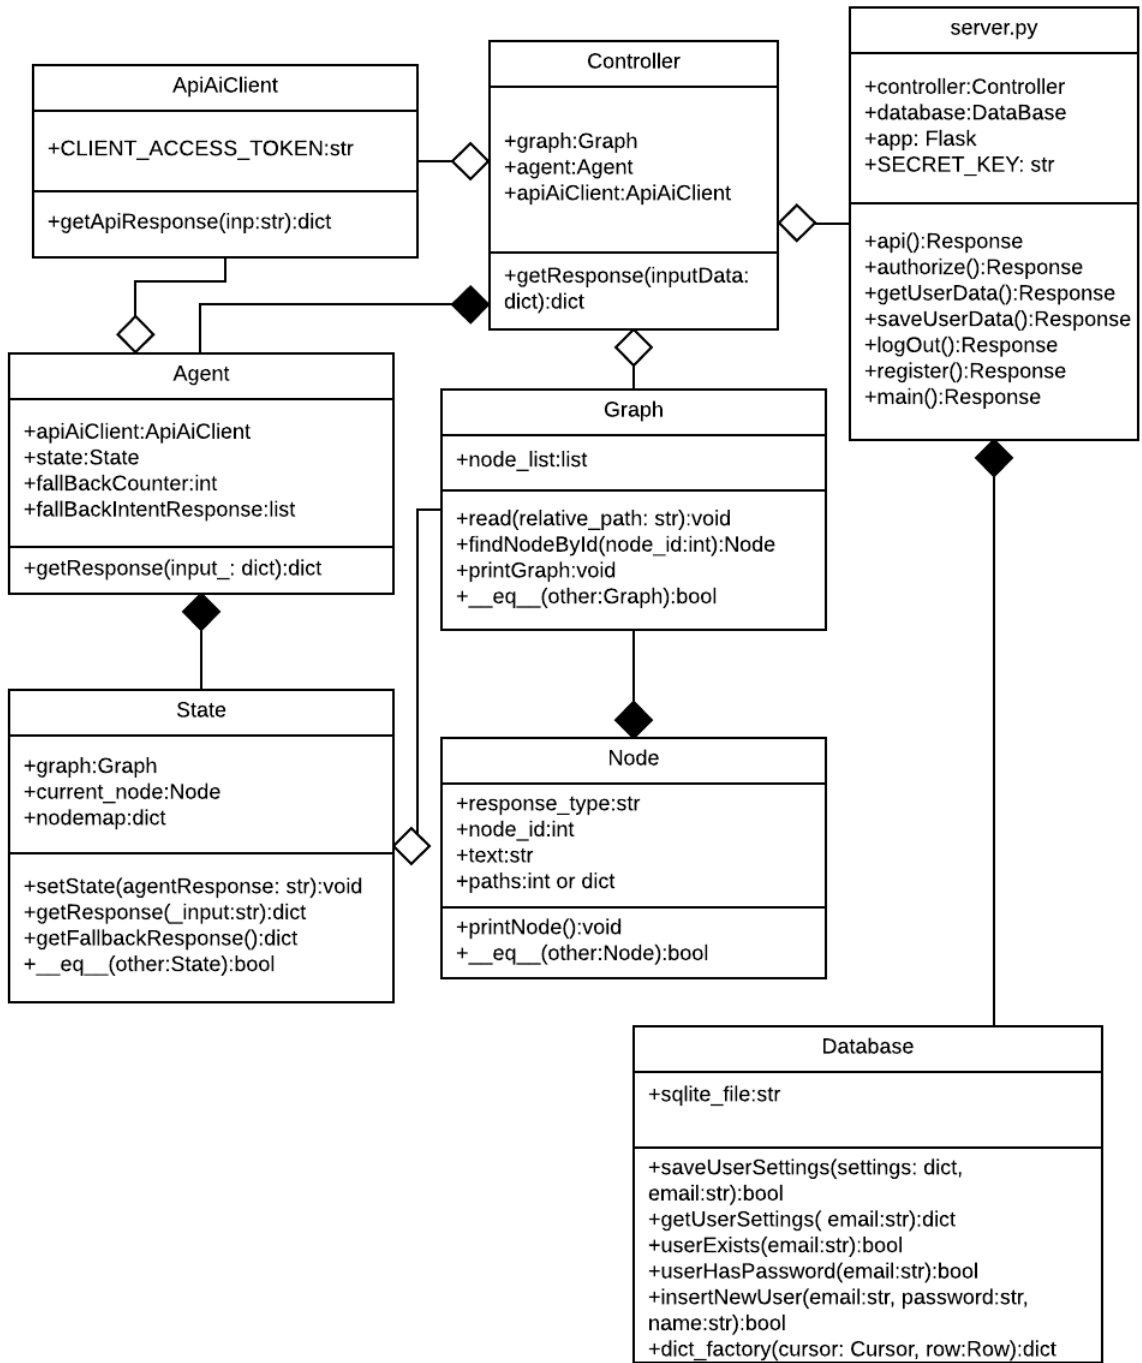 ApiAiClient
+CLIENT_ACCESS_TOKEN:str
+getApiResponse(inp:str):dict
Controller
+graph:Graph
+agent:Agent
+apiAiClient:ApiAiClient
+getResponse(inputData:
dict):dict
server.py
+controller:Controller
+database:DataBase
+app: Flask
+SECRET_KEY: str
+api():Response
+authorize():Response
+getUserData():Response
+saveUserData():Response
+logOut():Response
+register():Response
+main():Response
Agent
+apiAiClient:ApiAiClient
+state:State
+fallBackCounter:int
+fallBackIntentResponse:list
+getResponse(input_: dict):dict
Graph
+node_list:list
+read(relative_path: str):void
+findNodeById(node_id:int):Node
+printGraph:void
+__eq__(other:Graph):bool
State
+graph:Graph
+current_node:Node
+nodemap:dict
+setState(agentResponse: str):void
+getResponse(_input:str):dict
+getFallbackResponse():dict
+__eq__(other:State):bool
Node
+response_type:str
+node_id:int
+text:str
+paths:int or dict
+printNode():void
+__eq__(other:Node):bool
Database
+sqlite_file:str
+saveUserSettings(settings: dict,
email:str):bool
+getUserSettings( email:str):dict
+userExists(email:str):bool
+userHasPassword(email:str):bool
+insertNewUser(email:str, password:str,
name:str):bool
+dict_factory(cursor: Cursor, row:Row):dict